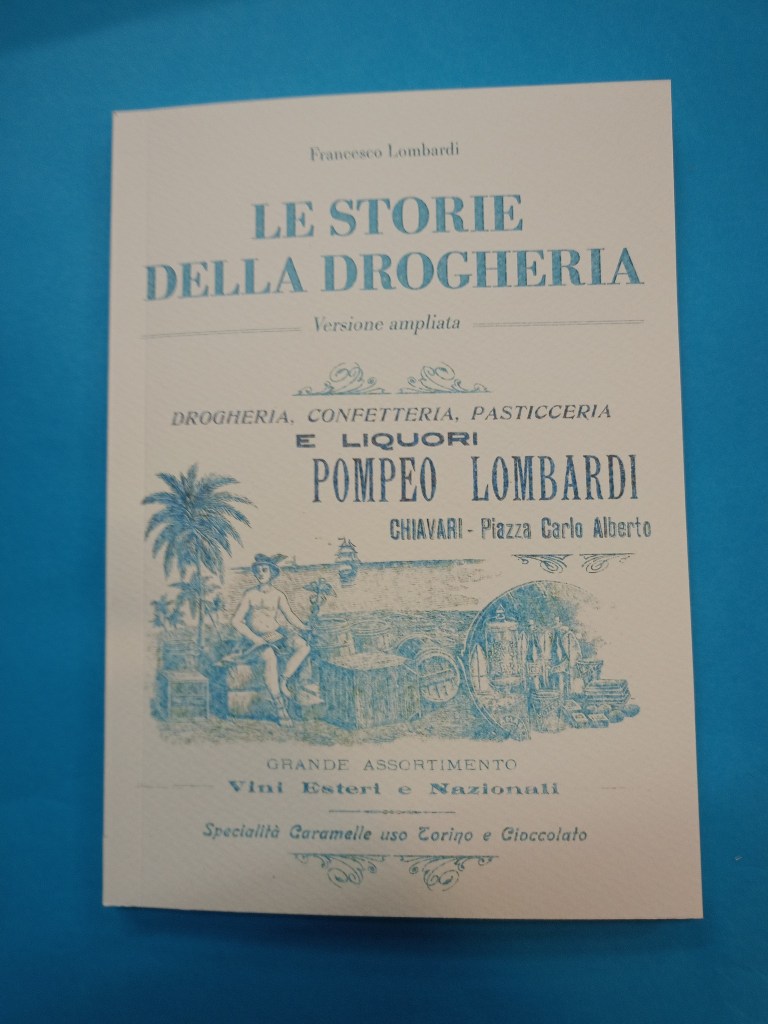 Francesco Lombardi
LE STORIE
DELLA DROGHERIA
Versione ampliata
DROGHERIA, CONFETTERIA, PASTICCERIA
E LIQUORI
POMPEO LOMBARDI
CHIAVARI - Piazza Carlo Alberto
GRANDE ASSORTIMENTO
Vini Esteri e Nazionali
Specialità Caramelle uso Torino e Cioccolato